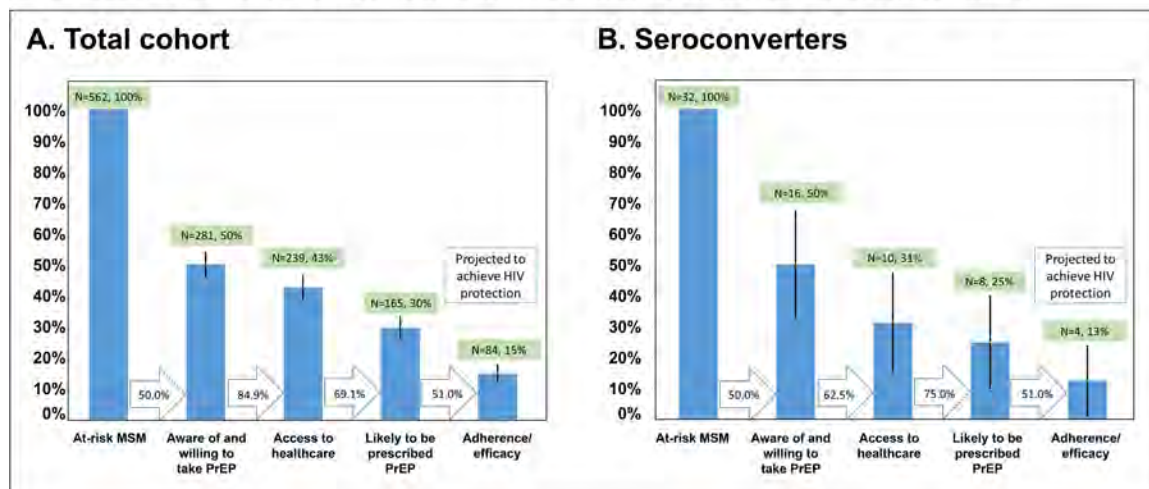 A. Total cohort
100%
90%
80%
70%
60%
50%
40%
30%
20%
10%
0%
N=562, 100%
N=281, 50%
N=239, 43%
N=165, 30%
N=84, 15%
Projected to
achieve HIV
protection
50.0%
84.9%
69.1%
51.0%
At-risk MSM
Aware of and
willing to
take PrEP
Access to
healthcare
Likely to be
prescribed
PrEP
Adherence/
efficacy
B. Seroconverters
100%
90%
80%
70%
60%
50%
40%
30%
20%
10%
0%
N=32, 100%
N=16, 50%
N=10, 31%
N=8, 25%
N=4, 13%
Projected to
achieve HIV
protection
50.0%
62.5%
75.0%
51.0%
At-risk MSM
Aware of and
willing to
take PrEP
Access to
healthcare
Likely to be
prescribed
PrEP
Adherence/
efficacy